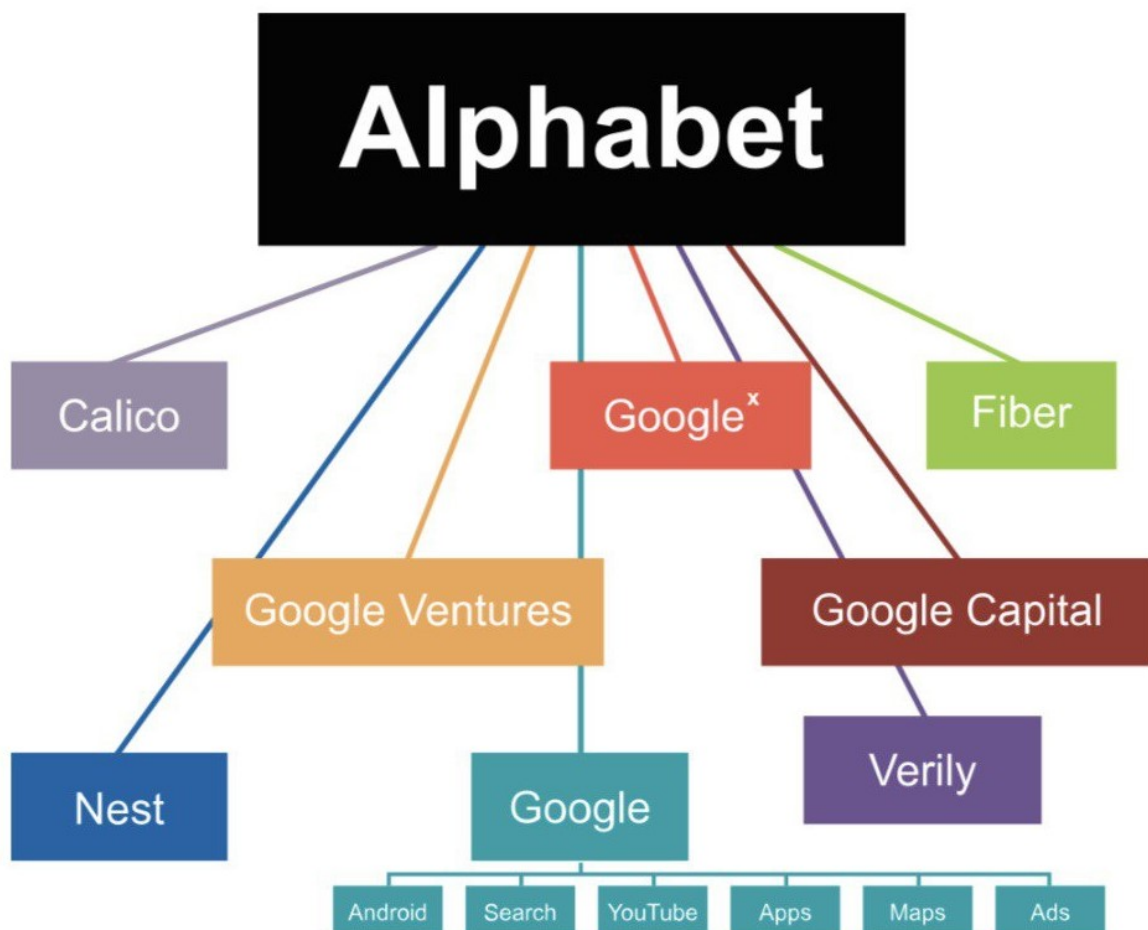 Alphabet
Calico
Google x
Fiber
Google Ventures
Google Capital
Nest
Google
Verily
Android
Search
YouTube
Apps
Maps
Ads